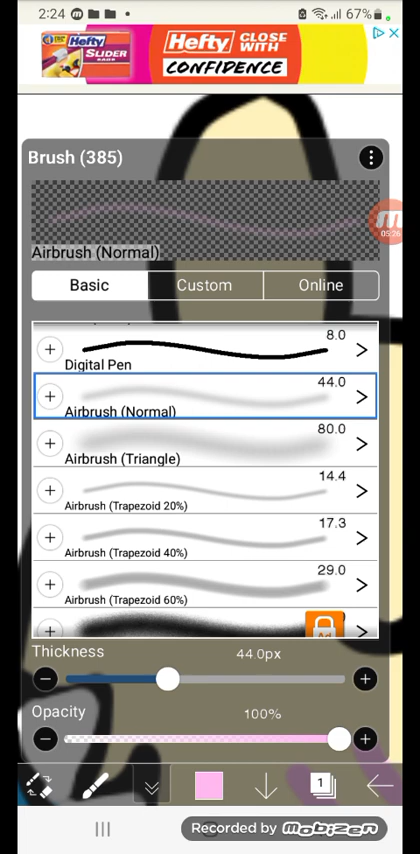 2:24
67%
Hefty
SLIDER
BAGS
Hefty CLOSE WITH
CONFIDENCE
Brush (385)
05:26
Airbrush (Normal)
Basic Custom Online
8.0
Digital Pen
44.0
Airbrush (Normal)
80.0
Airbrush (Triangle)
14.4
Airbrush (Trapezoid 20%)
17.3
Airbrush (Trapezoid 40%)
29.0
Airbrush (Trapezoid 60%)
Ad
Thickness 44.0px
Opacity 100%
1
Recorded by mobizen